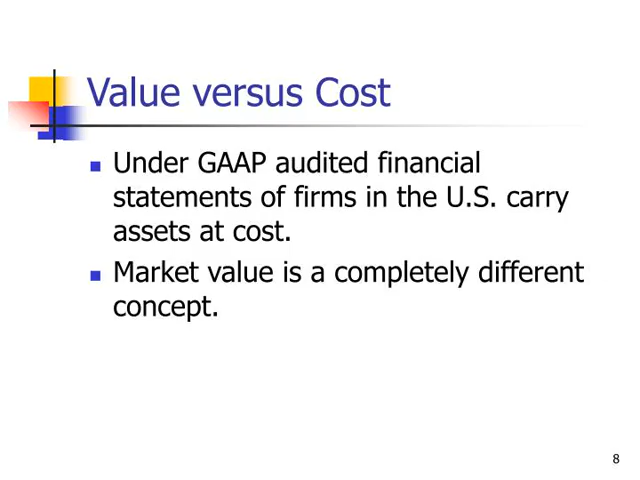 Value versus Cost
Under GAAP audited financial
statements of firms in the U.S. carry
assets at cost.
Market value is a completely different
concept.
8